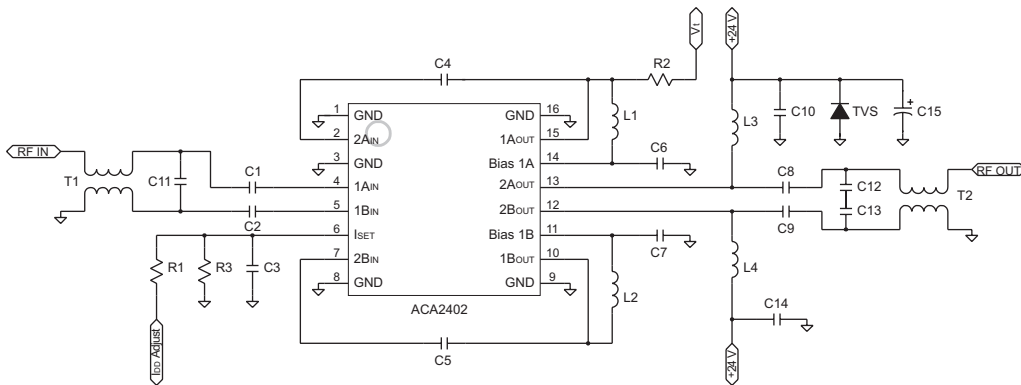 Vt
+24 V
C4
R2
1
GND
GND
16
L1
C10
TVS
+
C15
L3
2
2AIN
1AOUT
15
RF IN
3
GND
Bias 1A
14
C6
T1
C11
C1
4
1AIN
2AOUT
13
C8
C12
RF OUT
C13
T2
5
1BIN
2BOUT
12
C2
C9
6
ISET
Bias 1B
11
C7
R1
R3
C3
7
2BIN
1BOUT
10
L4
8
GND
GND
9
L2
ACA2402
C14
IDD Adjust
C5
+24 V